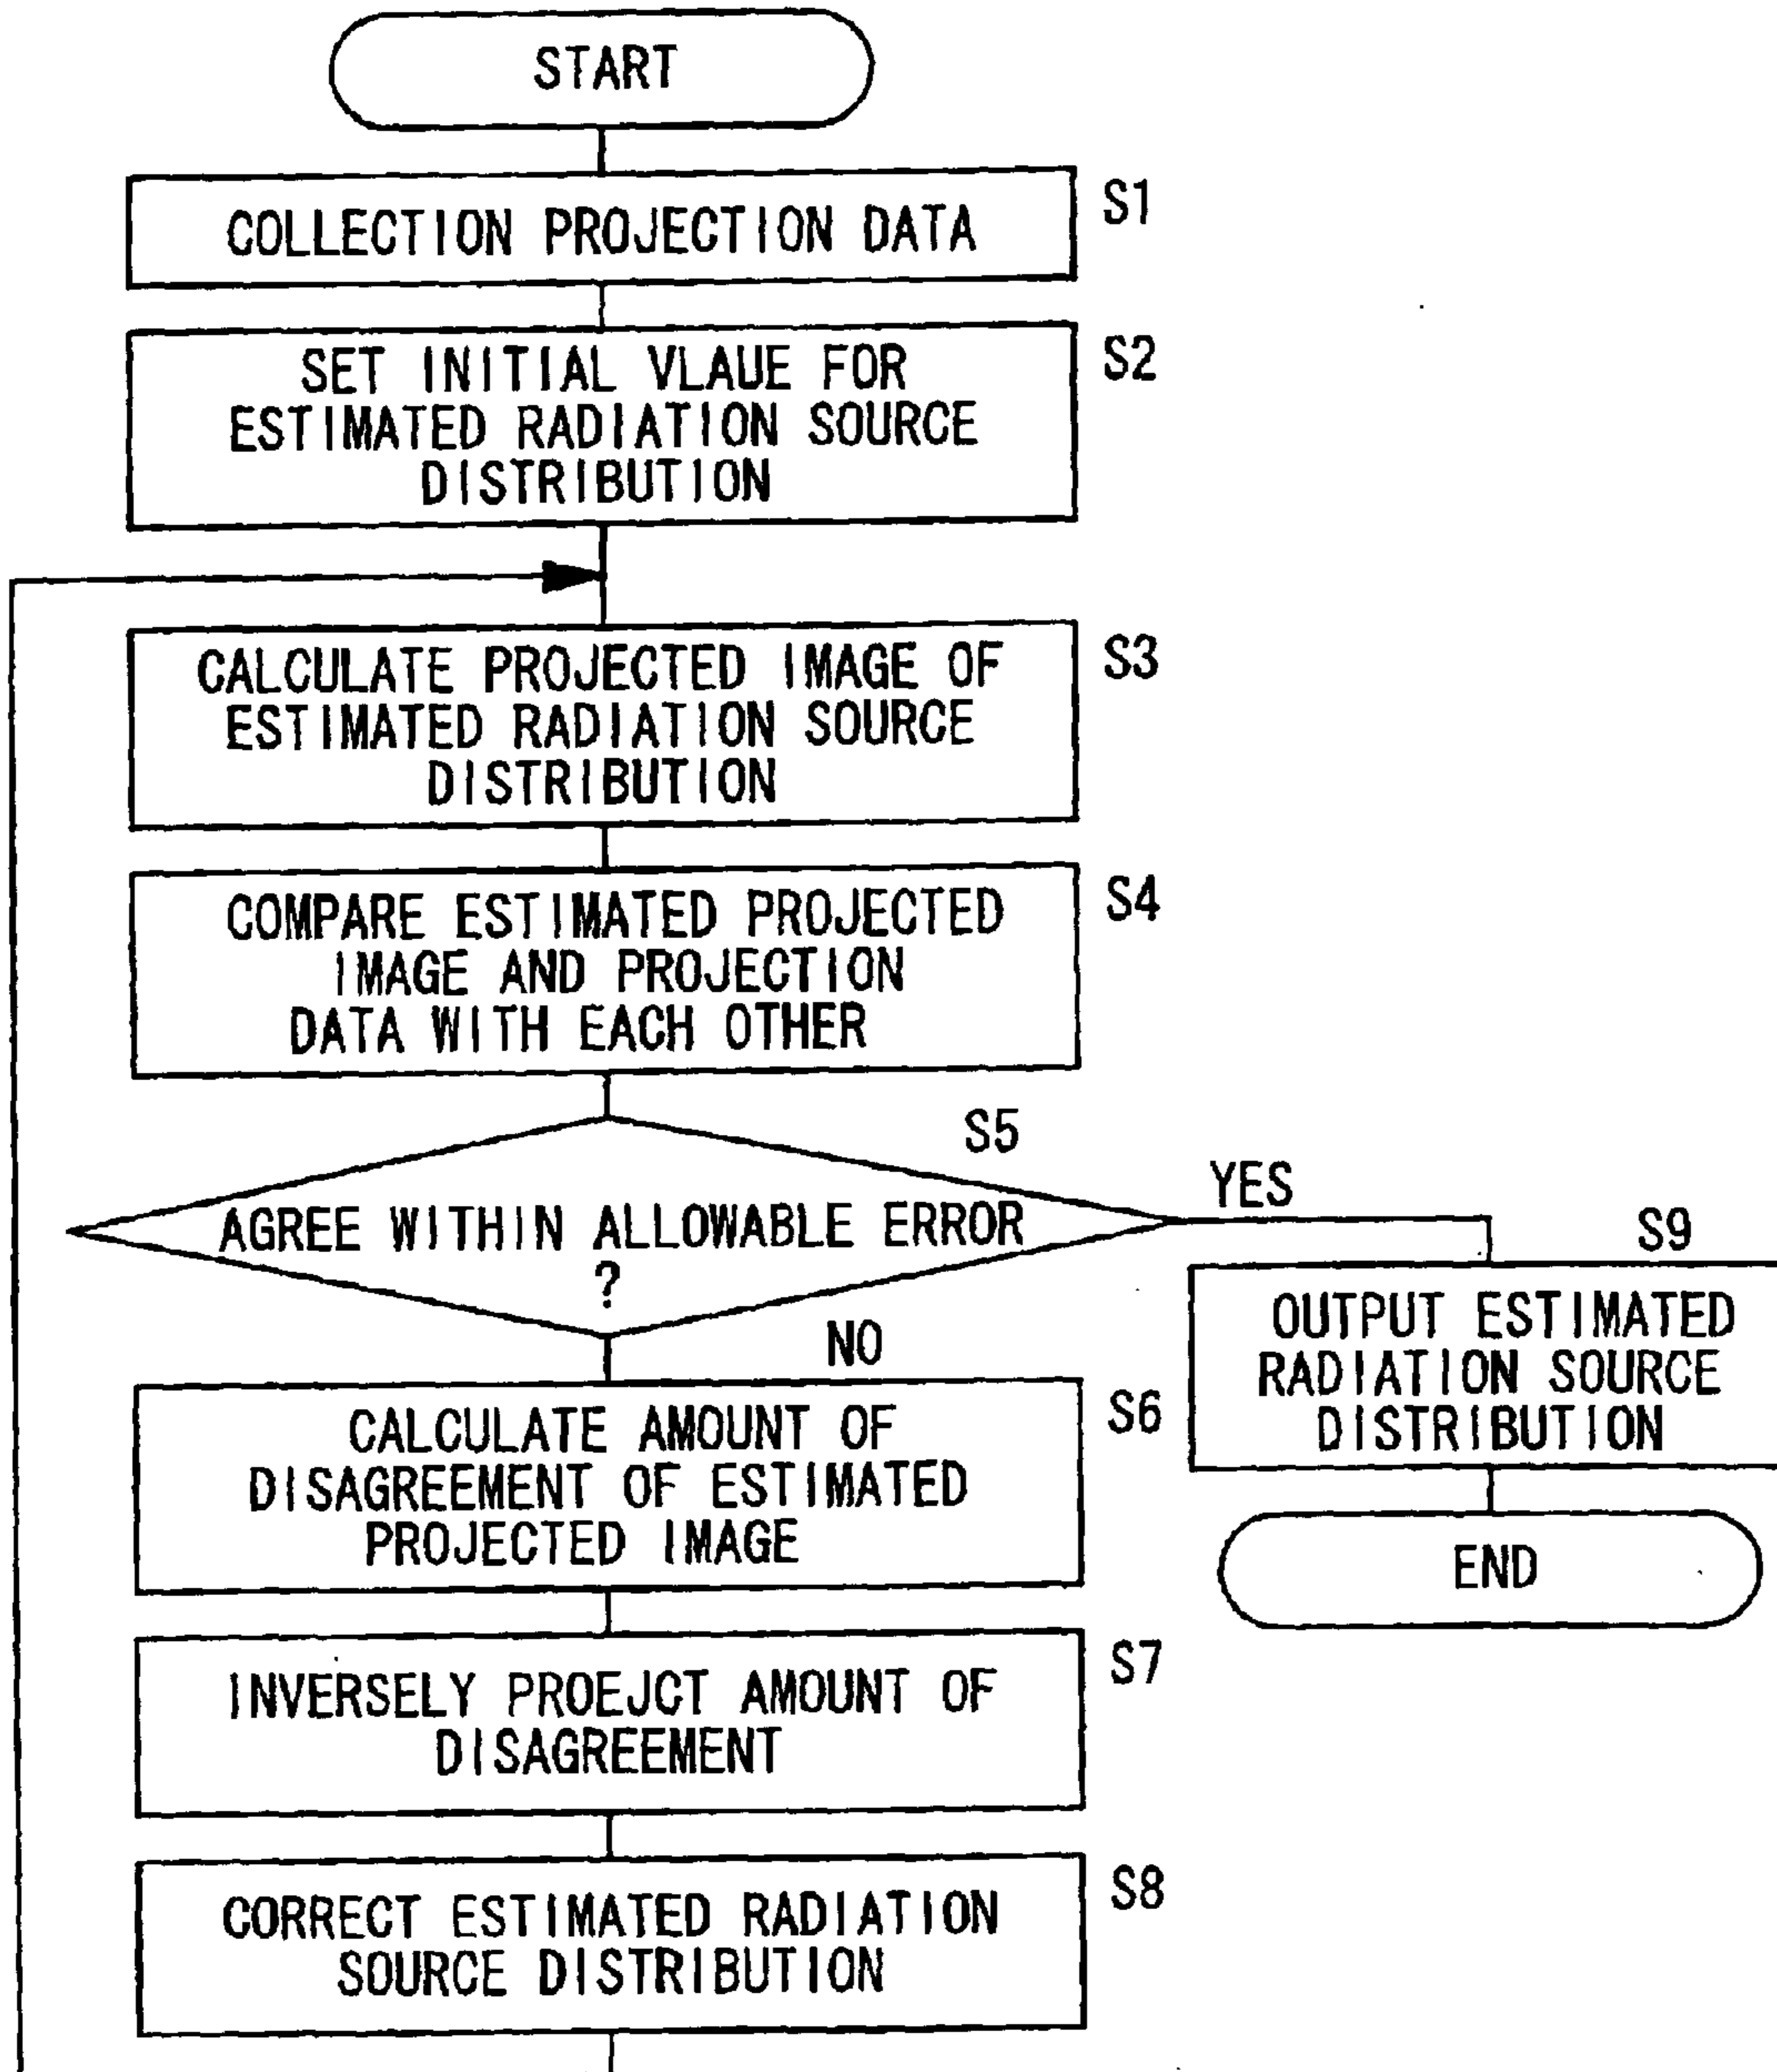 START
COLLECTION PROJECTION DATA
S1
SET INITIAL VLAUE FOR
ESTIMATED RADIATION SOURCE
DISTRIBUTION
S2
CALCULATE PROJECTED IMAGE OF
ESTIMATED RADIATION SOURCE
DISTRIBUTION
S3
COMPARE ESTIMATED PROJECTED
IMAGE AND PROJECTION
DATA WITH EACH OTHER
S4
S5
AGREE WITHIN ALLOWABLE ERROR
?
YES
NO
S9
OUTPUT ESTIMATED
RADIATION SOURCE
DISTRIBUTION
END
CALCULATE AMOUNT OF
DISAGREEMENT OF ESTIMATED
PROJECTED IMAGE
S6
INVERSELY PROEJCT AMOUNT OF
DISAGREEMENT
S7
CORRECT ESTIMATED RADIATION
SOURCE DISTRIBUTION
S8